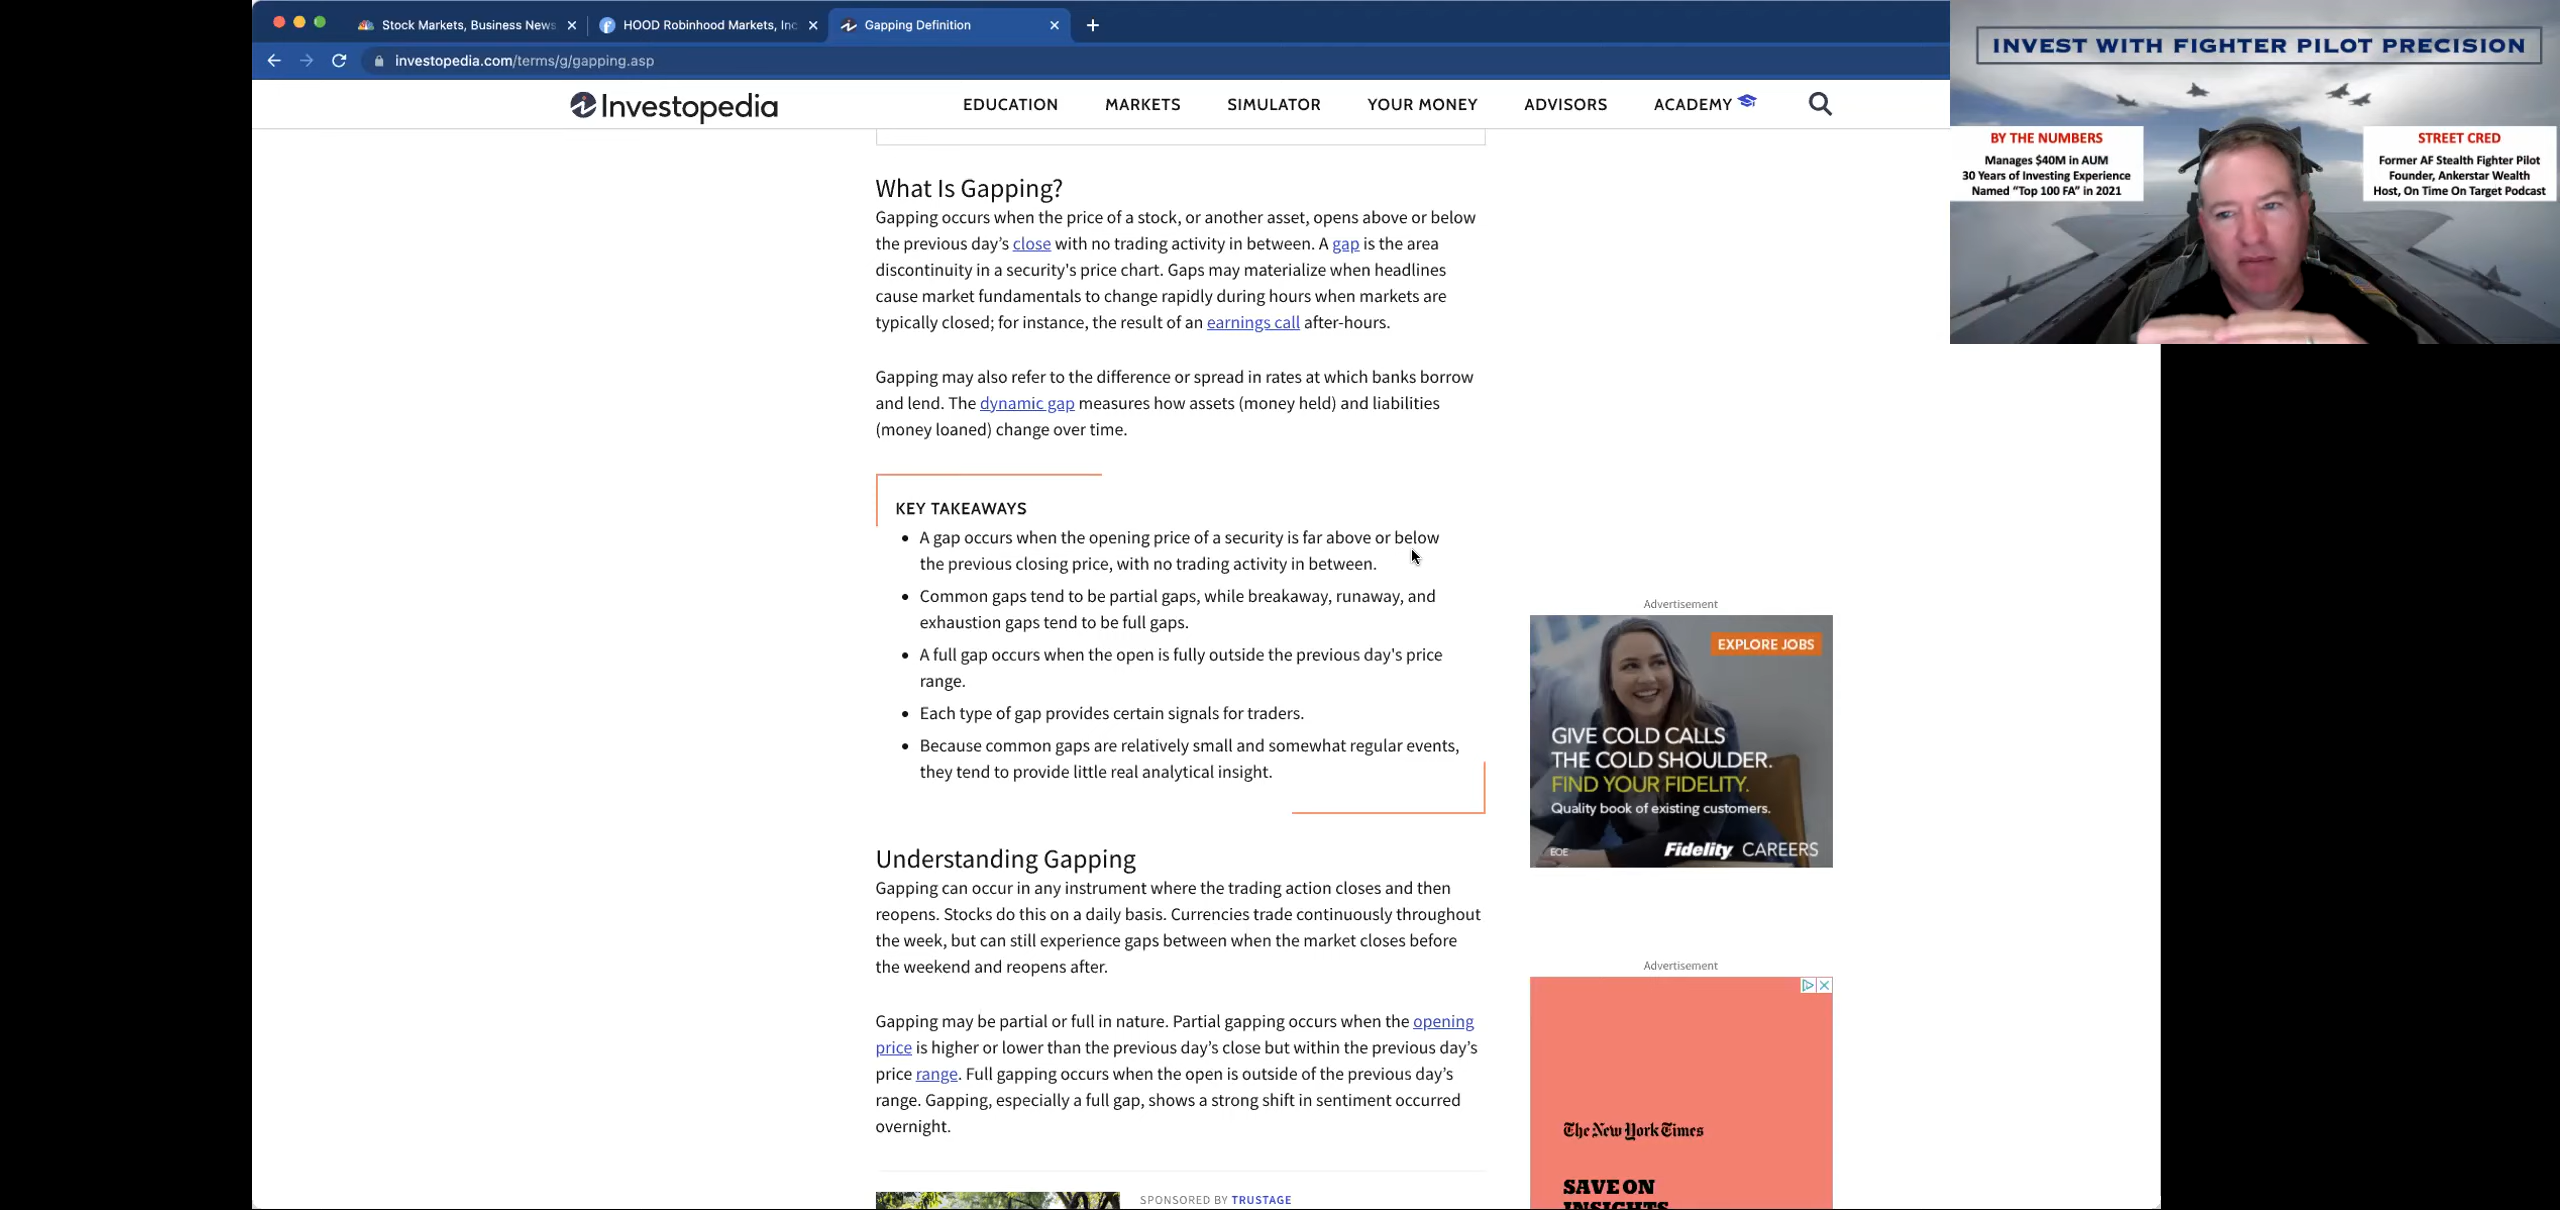 Stock Markets, Business News
HOOD Robinhood Markets, Inc
Gapping Definition
investopedia.com/terms/g/gapping.asp
Investopedia
EDUCATION
MARKETS
SIMULATOR
YOUR MONEY
ADVISORS
ACADEMY
INVEST WITH FIGHTER PILOT PRECISION
BY THE NUMBERS
Manages $40M in AUM
30 Years of Investing Experience
Named “Top 100 FA” in 2021
STREET CRED
Former AF Stealth Fighter Pilot
Founder, Ankerstar Wealth
Host, On Time On Target Podcast
What Is Gapping?
Gapping occurs when the price of a stock, or another asset, opens above or below
the previous day’s close with no trading activity in between. A gap is the area
discontinuity in a security's price chart. Gaps may materialize when headlines
cause market fundamentals to change rapidly during hours when markets are
typically closed; for instance, the result of an earnings call after-hours.
Gapping may also refer to the difference or spread in rates at which banks borrow
and lend. The dynamic gap measures how assets (money held) and liabilities
(money loaned) change over time.
KEY TAKEAWAYS
• A gap occurs when the opening price of a security is far above or below
the previous closing price, with no trading activity in between.
• Common gaps tend to be partial gaps, while breakaway, runaway, and
exhaustion gaps tend to be full gaps.
• A full gap occurs when the open is fully outside the previous day's price
range.
• Each type of gap provides certain signals for traders.
• Because common gaps are relatively small and somewhat regular events,
they tend to provide little real analytical insight.
Understanding Gapping
Gapping can occur in any instrument where the trading action closes and then
reopens. Stocks do this on a daily basis. Currencies trade continuously throughout
the week, but can still experience gaps between when the market closes before
the weekend and reopens after.
Gapping may be partial or full in nature. Partial gapping occurs when the opening
price is higher or lower than the previous day’s close but within the previous day’s
price range. Full gapping occurs when the open is outside of the previous day’s
range. Gapping, especially a full gap, shows a strong shift in sentiment occurred
overnight.
SPONSORED BY TRUSTAGE
Advertisement
EXPLORE JOBS
GIVE COLD CALLS
THE COLD SHOULDER.
FIND YOUR FIDELITY.
Quality book of existing customers.
EOE
Fidelity CAREERS
Advertisement
The New York Times
SAVE ON
INSIGHTS